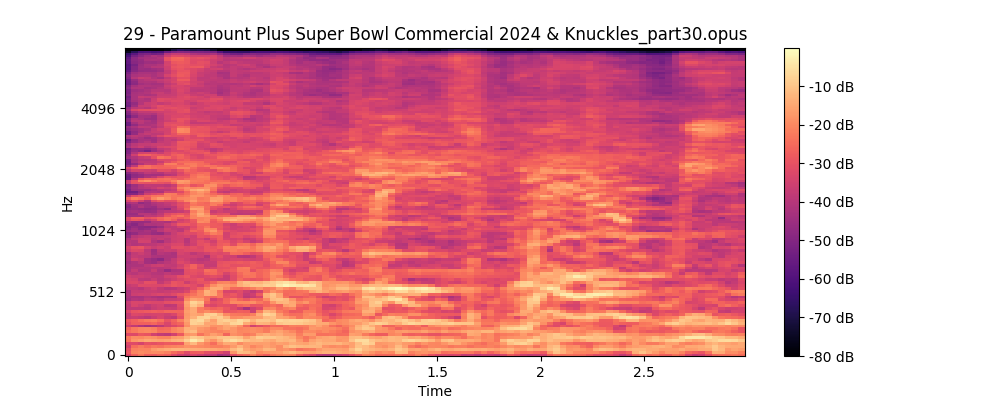 29 - Paramount Plus Super Bowl Commercial 2024 & Knuckles_part30.opus
4096
2048
1024
512
0
Hz
0
0.5
1
1.5
2
2.5
Time
-10 dB
-20 dB
-30 dB
-40 dB
-50 dB
-60 dB
-70 dB
-80 dB